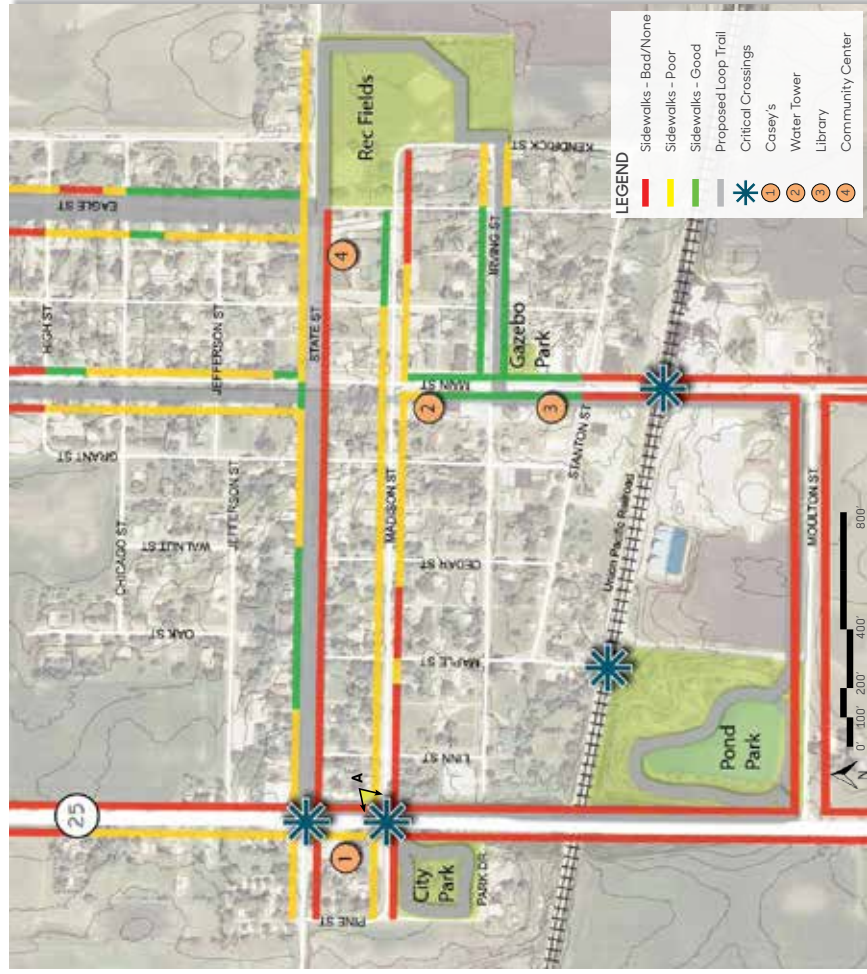 EAGLE ST
HIGH ST
JEFFERSON ST
STATE ST
Rec Fields
KENDRICK ST
IRVING ST
4
Gazebo
Park
MAIN ST
2
3
GRANT ST
CHICAGO ST
WALNUT ST
JEFFERSON ST
OAK ST
MADISON ST
CEDAR ST
STANTON ST
MAPLE ST
LINN ST
Union Pacific Railroad
MOULTON ST
Pond
Park
25
A
1
City
Park
PARK DR.
PINE ST
N
0' 100' 200' 400' 800'
LEGEND
Sidewalks - Bad/None
Sidewalks - Poor
Sidewalks - Good
Proposed Loop Trail
Critical Crossings
1 Casey's
2 Water Tower
3 Library
4 Community Center